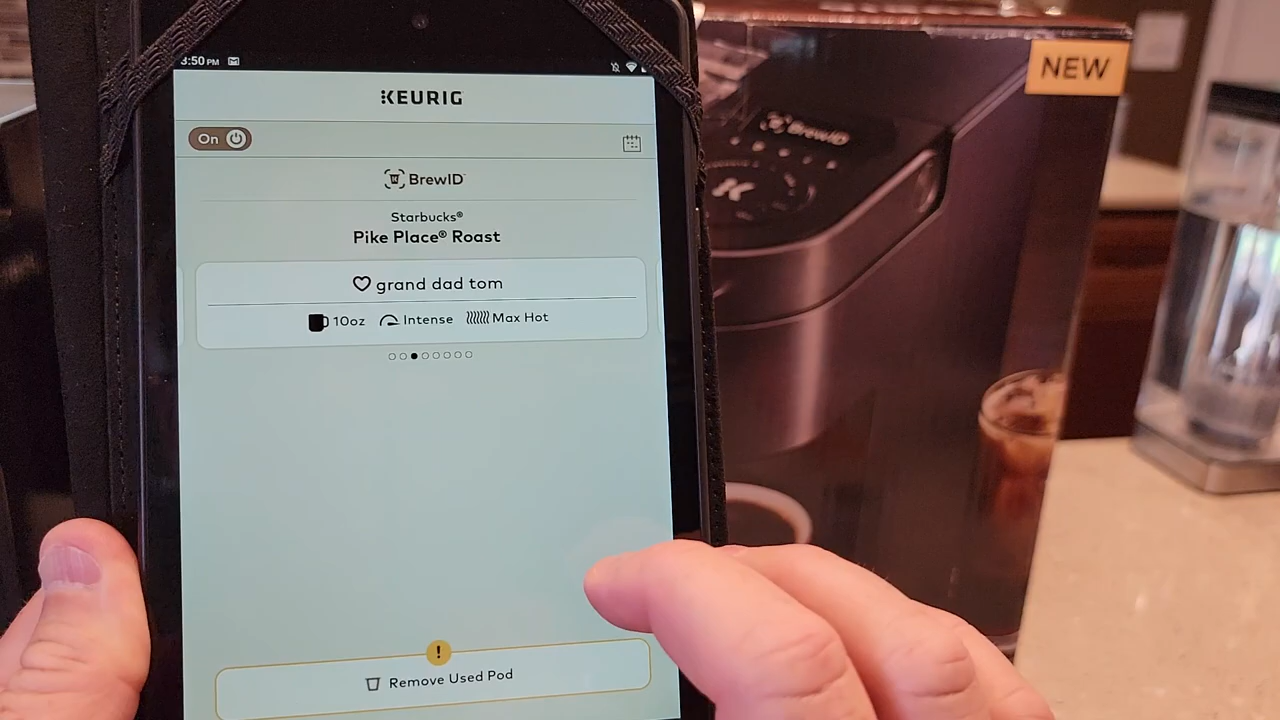 3:50 PM
KEURIG
On
BrewID™
Starbucks®
Pike Place® Roast
grand dad tom
10oz Intense Max Hot
!
Remove Used Pod
NEW
BrewID
K